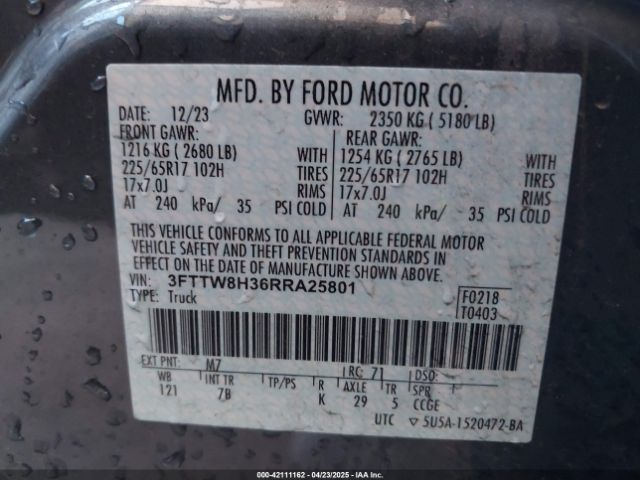 MFD. BY FORD MOTOR CO.
DATE: 12/23 GVWR: 2350 KG ( 5180 LB)
FRONT GAWR: REAR GAWR:
1216 KG ( 2680 LB) WITH 1254 KG ( 2765 LB) WITH
225/65R17 102H TIRES 225/65R17 102H TIRES
17x7.0J RIMS 17x7.0J RIMS
AT 240 kPa/ 35 PSI COLD AT 240 kPa/ 35 PSI COLD
THIS VEHICLE CONFORMS TO ALL APPLICABLE FEDERAL MOTOR
VEHICLE SAFETY AND THEFT PREVENTION STANDARDS IN
EFFECT ON THE DATE OF MANUFACTURE SHOWN ABOVE.
VIN: 3FTTW8H36RRA25801 F0218
TYPE: Truck T0403
EXT PNT: M7 RC: 71 DSO:
WB INT TR TP/PS R AXLE TR SPR
121 7B K 29 5 CCGE
UTC ▽ 5U5A-1520472-BA
000-42111162 - 04/23/2025 - IAAI.COM